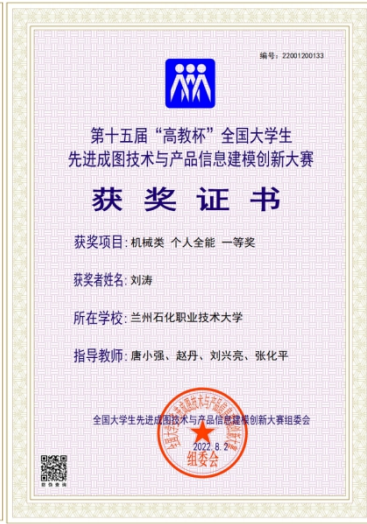 编号：22001200133
第十五届“高教杯”全国大学生
先进成图技术与产品信息建模创新大赛
获奖证书
获奖项目：机械类 个人全能 一等奖
获奖者姓名：刘涛
所在学校：兰州石化职业技术大学
指导教师：唐小强、赵丹、刘兴亮、张化平
全国大学生先进成图技术与产品信息建模创新大赛组委会
2022.8.2
组委会